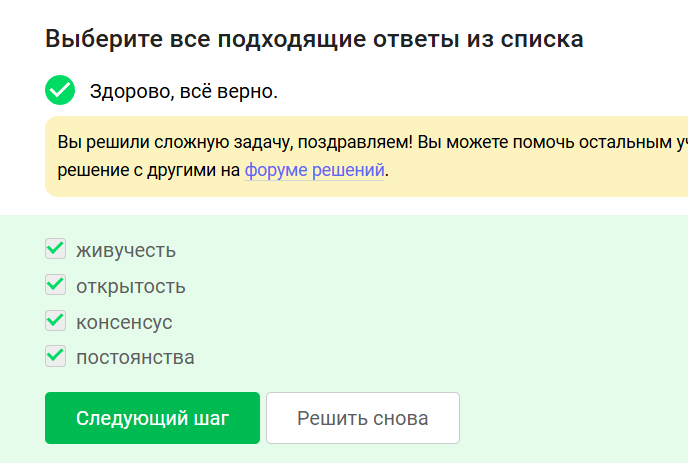 Выберите все подходящие ответы из списка
Здорово, всё верно.
Вы решили сложную задачу, поздравляем! Вы можете помочь остальным
решение с другими на форуме решений.
живучесть
открытость
консенсус
постоянства
Следующий шаг
Решить снова